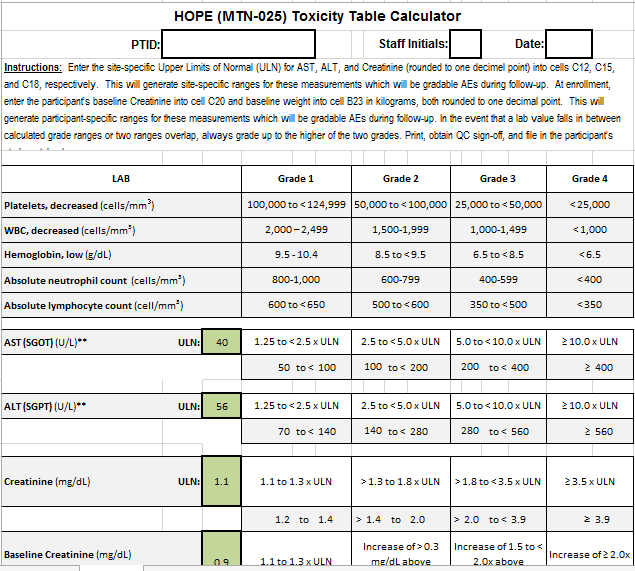 HOPE (MTN-025) Toxicity Table Calculator
PTID: Staff Initials: Date:
Instructions: Enter the site-specific Upper Limits of Normal (ULN) for AST, ALT, and Creatinine (rounded to one decimal point) into cells C12, C15,
and C18, respectively. This will generate site-specific ranges for these measurements which will be gradable AEs during follow-up. At enrollment,
enter the participant's baseline Creatinine into cell C20 and baseline weight into cell B23 in kilograms, both rounded to one decimal point. This will
generate participant-specific ranges for these measurements which will be gradable AEs during follow-up. In the event that a lab value falls in between
calculated grade ranges or two ranges overlap, always grade up to the higher of the two grades. Print, obtain QC sign-off, and file in the participant's
LAB Grade 1 Grade 2 Grade 3 Grade 4
Platelets, decreased (cells/mm³) 100,000 to <124,999 50,000 to <100,000 25,000 to <50,000 <25,000
WBC, decreased (cells/mm³) 2,000–2,499 1,500-1,999 1,000-1,499 <1,000
Hemoglobin, low (g/dL) 9.5 - 10.4 8.5 to <9.5 6.5 to <8.5 <6.5
Absolute neutrophil count (cells/mm³) 800-1,000 600-799 400-599 <400
Absolute lymphocyte count (cell/mm³) 600 to <650 500 to <600 350 to <500 <350
AST (SGOT) (U/L)** ULN: 40 1.25 to <2.5 x ULN 2.5 to <5.0 x ULN 5.0 to <10.0 x ULN ≥ 10.0 x ULN
50 to < 100 100 to < 200 200 to < 400 ≥ 400
ALT (SGPT) (U/L)** ULN: 56 1.25 to <2.5 x ULN 2.5 to <5.0 x ULN 5.0 to <10.0 x ULN ≥ 10.0 x ULN
70 to < 140 140 to < 280 280 to < 560 ≥ 560
Creatinine (mg/dL) ULN: 1.1 1.1 to 1.3 x ULN >1.3 to 1.8 x ULN >1.8 to <3.5 x ULN ≥ 3.5 x ULN
1.2 to 1.4 > 1.4 to 2.0 > 2.0 to < 3.9 ≥ 3.9
Baseline Creatinine (mg/dL) 0.9 1.1 to 1.3 x ULN Increase of >0.3 mg/dL above Increase of 1.5 to < 2.0x above Increase of ≥ 2.0x